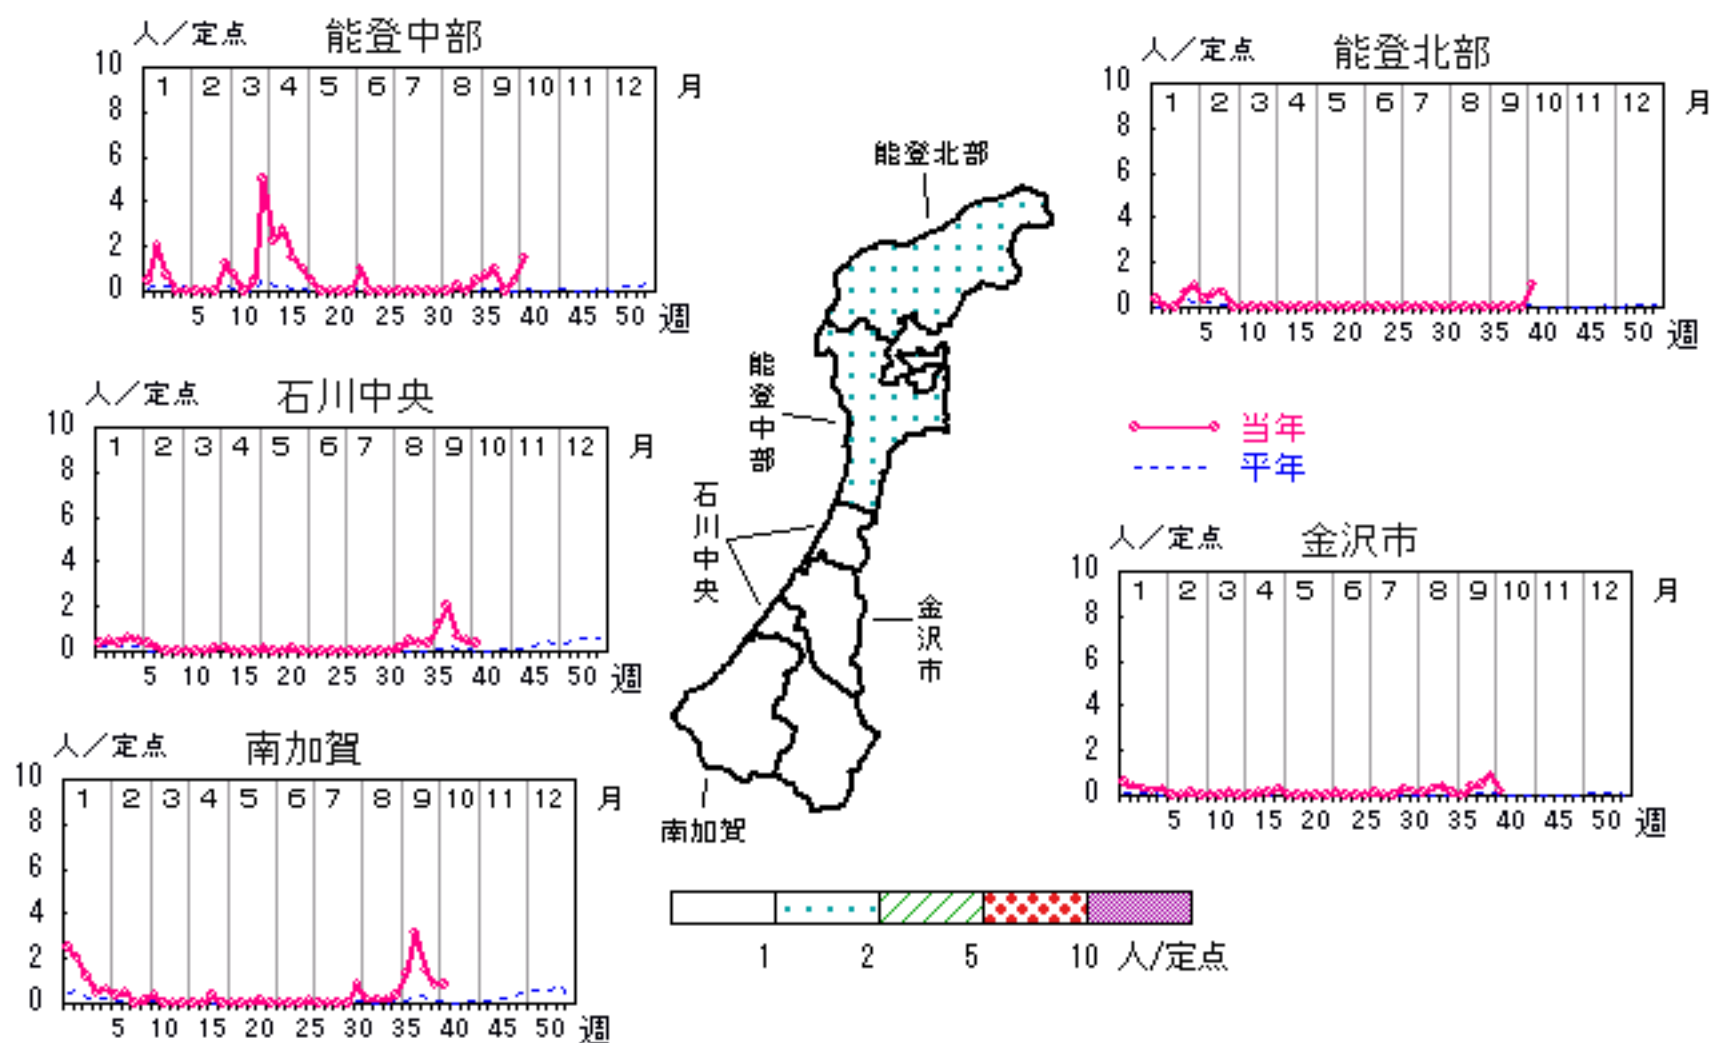 人／定点 能登中部
10 8 6 4 2 0
1 2 3 4 5 6 7 8 9 10 11 12 月
5 10 15 20 25 30 35 40 45 50 週
人／定点 能登北部
10 8 6 4 2 0
1 2 3 4 5 6 7 8 9 10 11 12 月
5 10 15 20 25 30 35 40 45 50 週
人／定点 石川中央
10 8 6 4 2 0
1 2 3 4 5 6 7 8 9 10 11 12 月
5 10 15 20 25 30 35 40 45 50 週
能登北部
能登中部
石川中央
金沢市
南加賀
当年
平年
人／定点 金沢市
10 8 6 4 2 0
1 2 3 4 5 6 7 8 9 10 11 12 月
5 10 15 20 25 30 35 40 45 50 週
人／定点 南加賀
10 8 6 4 2 0
1 2 3 4 5 6 7 8 9 10 11 12 月
5 10 15 20 25 30 35 40 45 50 週
1 2 5 10 人/定点